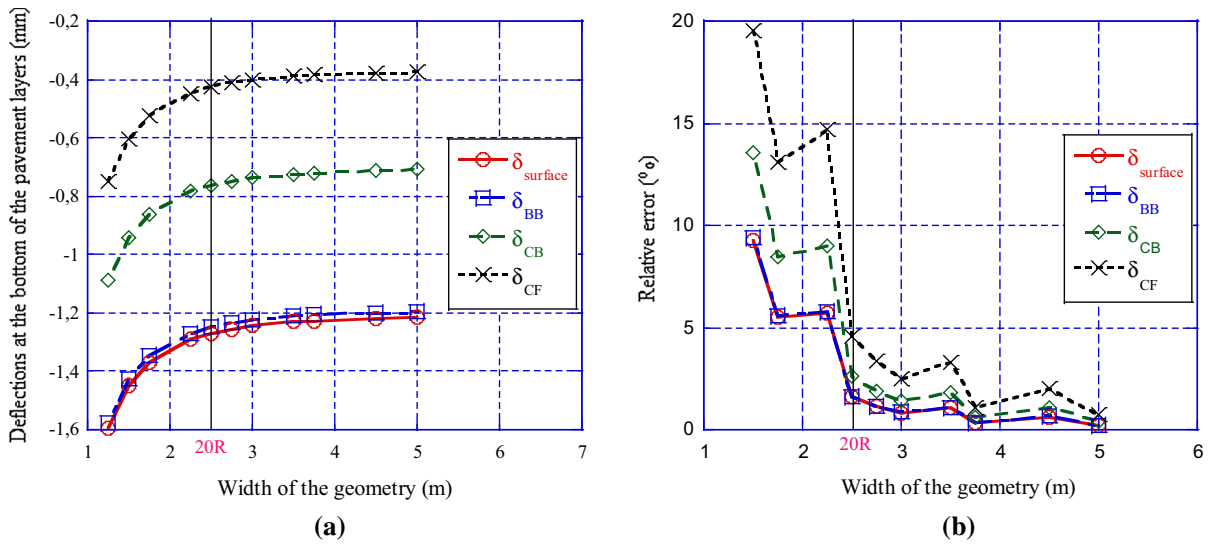 Deflections at the bottom of the pavement layers (mm)
-0,2
-0,4
-0,6
-0,8
-1
-1,2
-1,4
-1,6
1 2 20R 3 4 5 6 7
Width of the geometry (m)
δsurface
δBB
δCB
δCF
(a)
Relative error (%)
20
15
10
5
0
1 2 20R 3 4 5 6
Width of the geometry (m)
δsurface
δBB
δCB
δCF
(b)